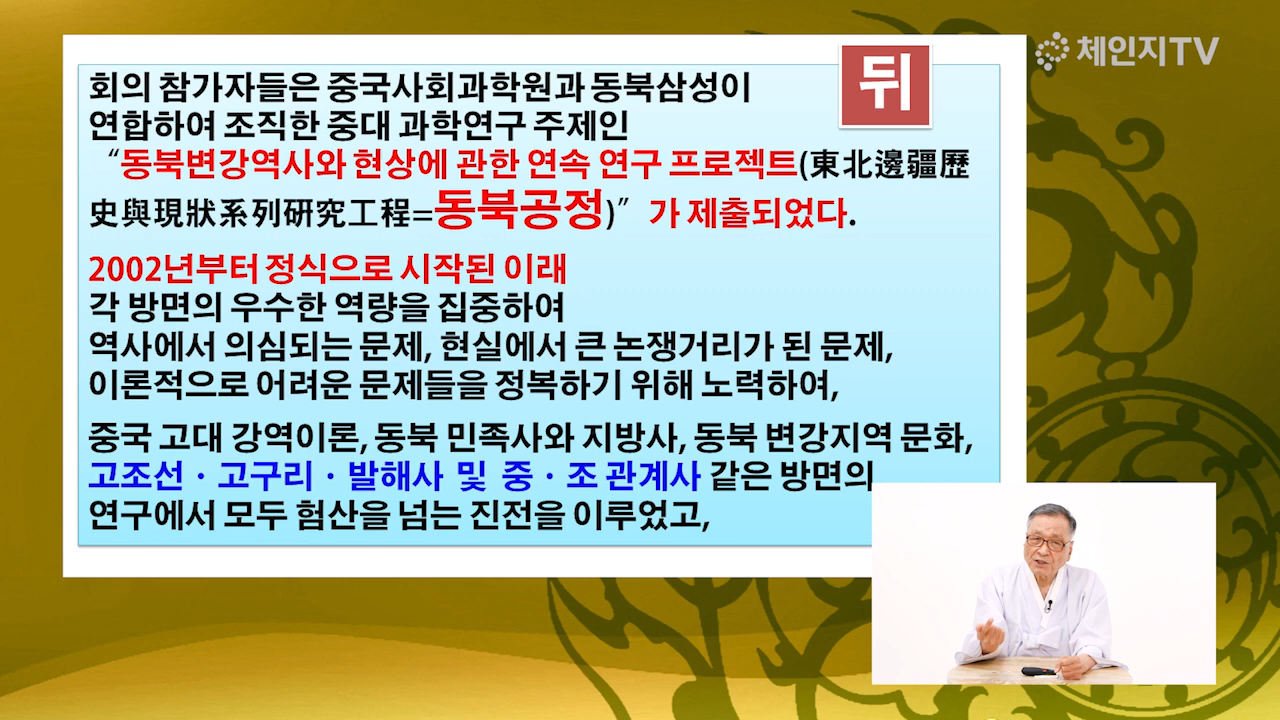 체인지TV
뒤
회의 참가자들은 중국사회과학원과 동북삼성이
연합하여 조직한 중대 과학연구 주제인
“동북변강역사와 현상에 관한 연속 연구 프로젝트(東北邊疆歷
史與現狀系列研究工程=동북공정)”가 제출되었다.
2002년부터 정식으로 시작된 이래
각 방면의 우수한 역량을 집중하여
역사에서 의심되는 문제, 현실에서 큰 논쟁거리가 된 문제,
이론적으로 어려운 문제들을 정복하기 위해 노력하여,
중국 고대 강역이론, 동북 민족사와 지방사, 동북 변강지역 문화,
고조선 · 고구리 · 발해사 및 중 · 조 관계사 같은 방면의
연구에서 모두 험산을 넘는 진전을 이루었고,